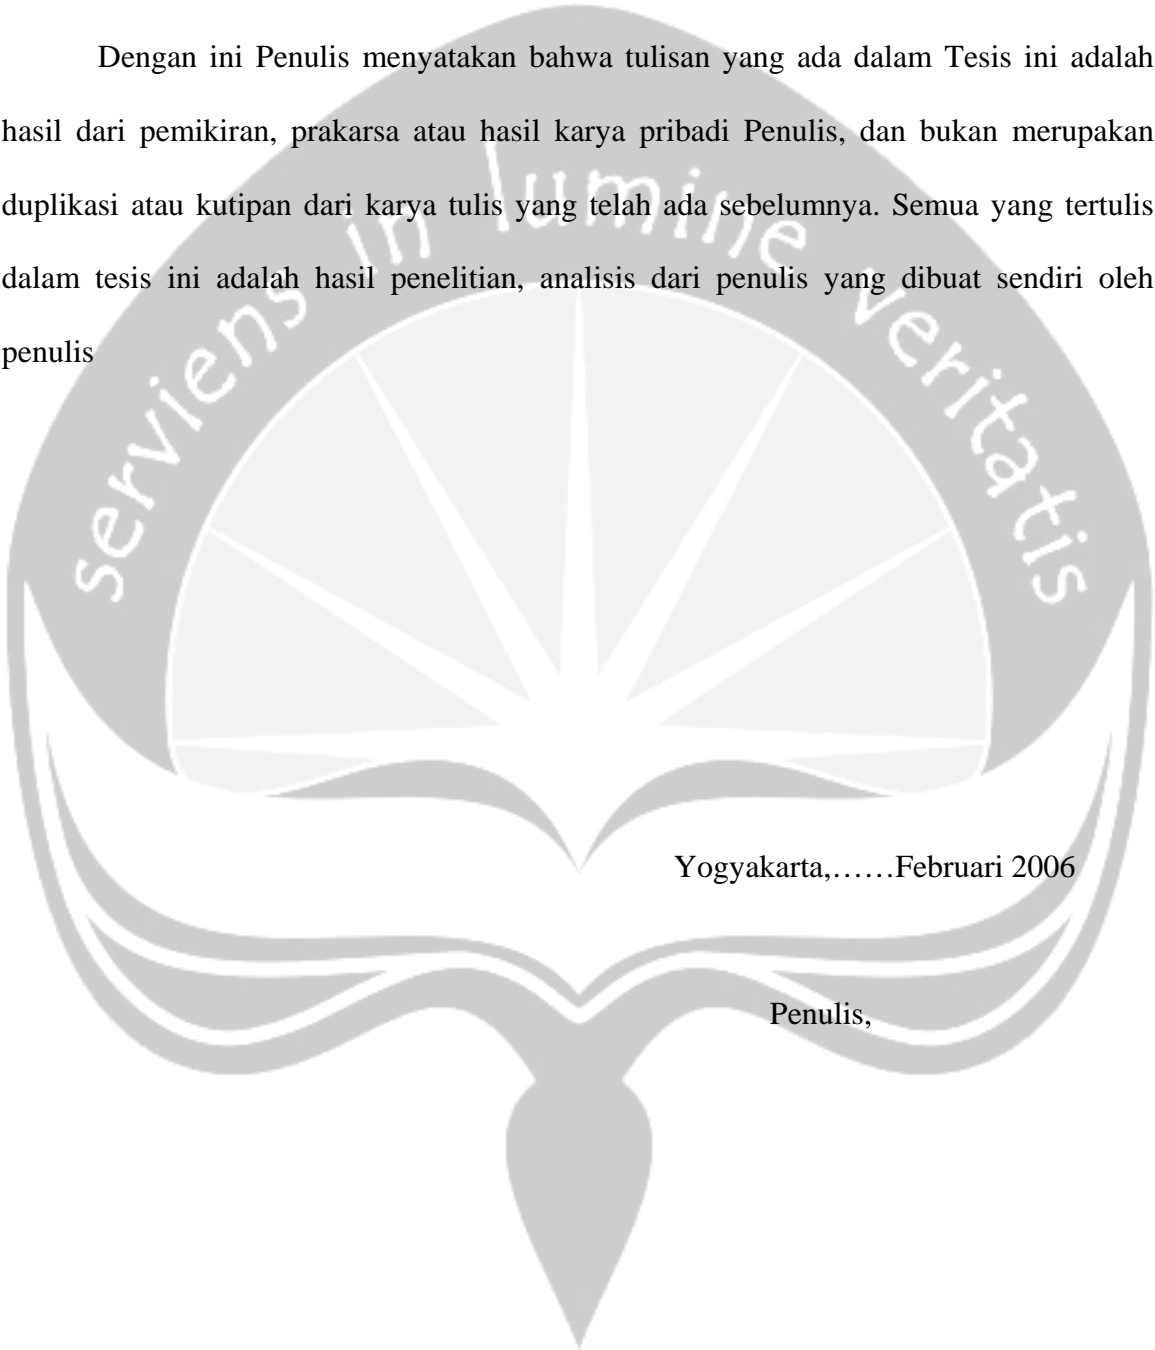 Dengan ini Penulis menyatakan bahwa tulisan yang ada dalam Tesis ini adalah
hasil dari pemikiran, prakarsa atau hasil karya pribadi Penulis, dan bukan merupakan
duplikasi atau kutipan dari karya tulis yang telah ada sebelumnya. Semua yang tertulis
dalam tesis ini adalah hasil penelitian, analisis dari penulis yang dibuat sendiri oleh
penulis
serviens in lumine veritatis
Yogyakarta,……Februari 2006
Penulis,